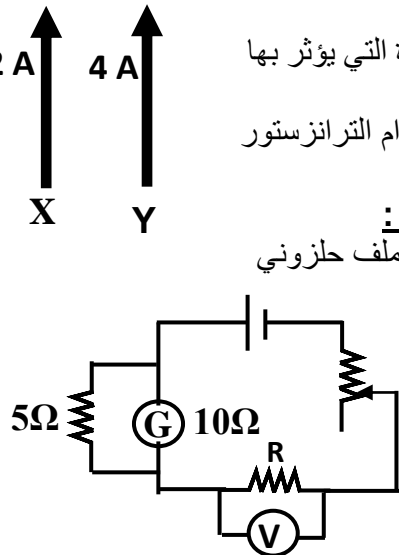 2 A 4 A
ة التي يؤثر بها
ام الترانزستور
X Y
:
ملف حلزوني
5Ω G 10Ω
R
V